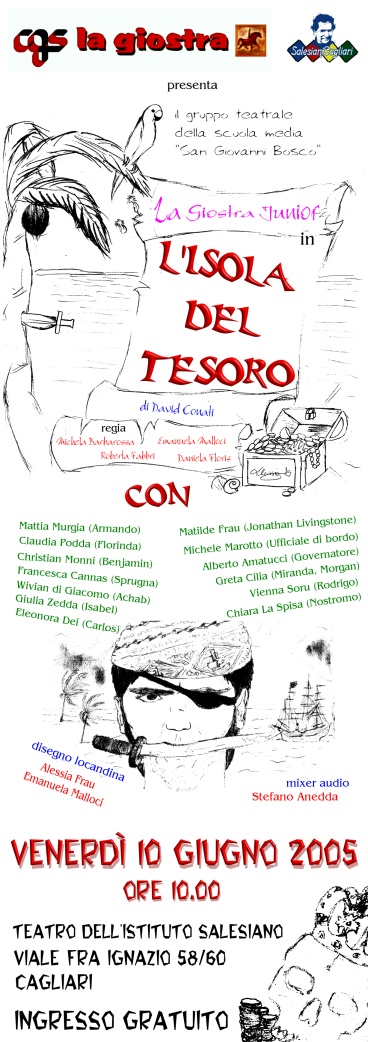 cgs la giostra
Salesiani Cagliari
presenta
il gruppo teatrale
della scuola media
"San Giovanni Bosco"
La Giostra Junior
in
L'ISOLA
DEL
TESORO
di David Conati
regia
Michela Barbarossa Emanuela Malloci
Roberta Fabbri Daniela Floris
CON
Mattia Murgia (Armando)
Claudia Podda (Florinda)
Christian Monni (Benjamin)
Francesca Cannas (Sprugna)
Wivian di Giacomo (Achab)
Giulia Zedda (Isabel)
Eleonora Dei (Carlos)
Matilde Frau (Jonathan Livingstone)
Michele Marotto (Ufficiale di bordo)
Alberto Amatucci (Governatore)
Greta Cilia (Miranda, Morgan)
Vienna Soru (Rodrigo)
Chiara La Spisa (Nostromo)
disegno locandina
Alessia Frau
Emanuela Malloci
mixer audio
Stefano Anedda
VENERDÌ 10 GIUGNO 2005
ORE 10.00
TEATRO DELL'ISTITUTO SALESIANO
VIALE FRA IGNAZIO 58/60
CAGLIARI
INGRESSO GRATUITO